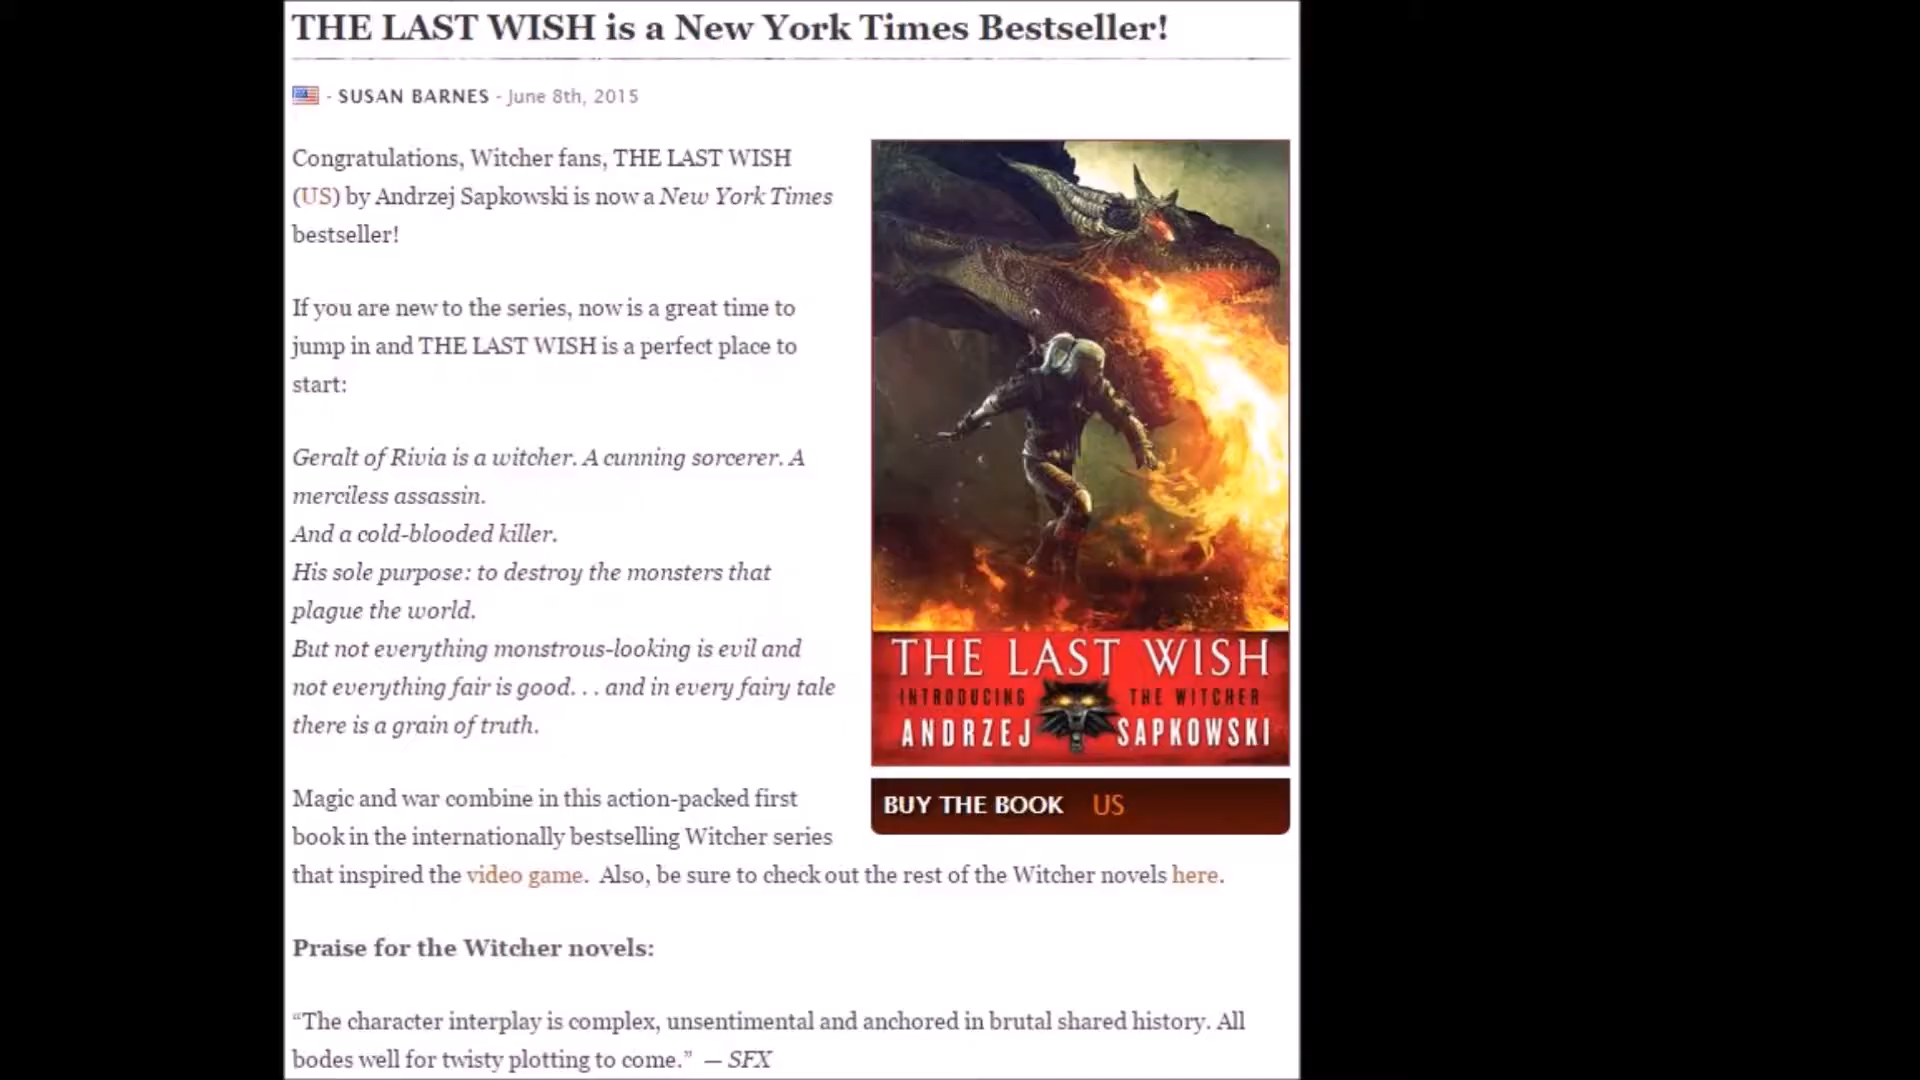 THE LAST WISH is a New York Times Bestseller!
- SUSAN BARNES - June 8th, 2015
Congratulations, Witcher fans, THE LAST WISH
(US) by Andrzej Sapkowski is now a New York Times
bestseller!
If you are new to the series, now is a great time to
jump in and THE LAST WISH is a perfect place to
start:
Geralt of Rivia is a witcher. A cunning sorcerer. A
merciless assassin.
And a cold-blooded killer.
His sole purpose: to destroy the monsters that
plague the world.
But not everything monstrous-looking is evil and
not everything fair is good. . . and in every fairy tale
there is a grain of truth.
Magic and war combine in this action-packed first
book in the internationally bestselling Witcher series
that inspired the video game. Also, be sure to check out the rest of the Witcher novels here.
Praise for the Witcher novels:
“The character interplay is complex, unsentimental and anchored in brutal shared history. All
bodes well for twisty plotting to come.” — SFX
THE LAST WISH
INTRODUCING THE WITCHER
ANDRZEJ SAPKOWSKI
BUY THE BOOK US